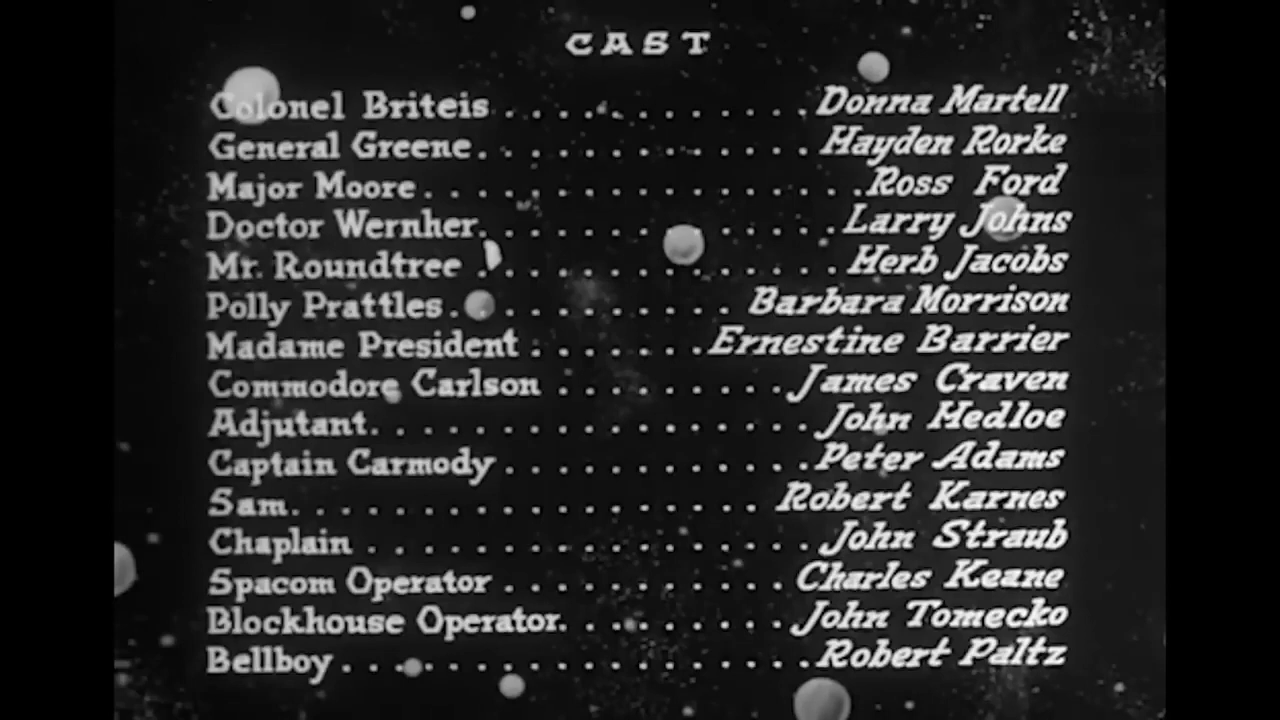 CAST
Colonel Briteis . . . . . . . . . . . . Donna Martell
General Greene. . . . . . . . . . . . . Hayden Rorke
Major Moore . . . . . . . . . . . . . . . . . Ross Ford
Doctor Wernher. . . . . . . . . . . . . . Larry Johns
Mr. Roundtree . . . . . . . . . . . . . . Herb Jacobs
Polly Prattles . . . . . . . . . . . Barbara Morrison
Madame President . . . . . . . Ernestine Barrier
Commodore Carlson . . . . . . . . . James Craven
Adjutant. . . . . . . . . . . . . . . . . John Hedloe
Captain Carmody . . . . . . . . . . . . Peter Adams
Sam. . . . . . . . . . . . . . . . . . Robert Karnes
Chaplain . . . . . . . . . . . . . . . . . John Straub
Spacom Operator . . . . . . . . . . . Charles Keane
Blockhouse Operator. . . . . . . . . John Tomecko
Bellboy . . . . . . . . . . . . . . . . . . Robert Paltz